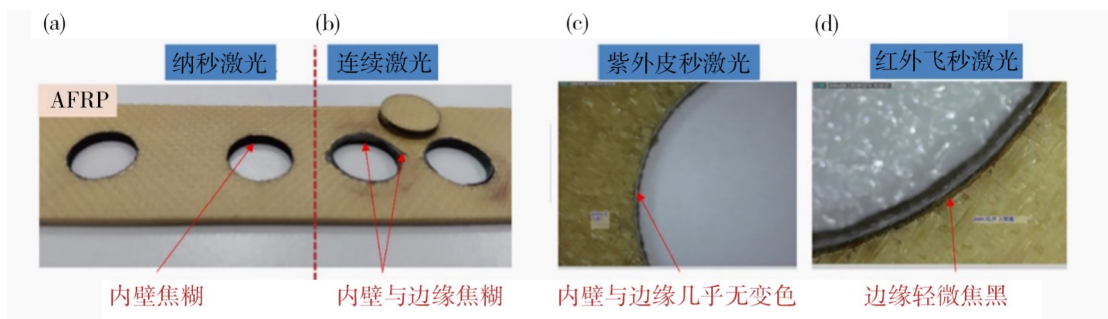 (a)
(b)
(c)
(d)
纳秒激光
连续激光
紫外皮秒激光
红外飞秒激光
AFRP
内壁焦糊
内壁与边缘焦糊
内壁与边缘几乎无变色
边缘轻微焦黑